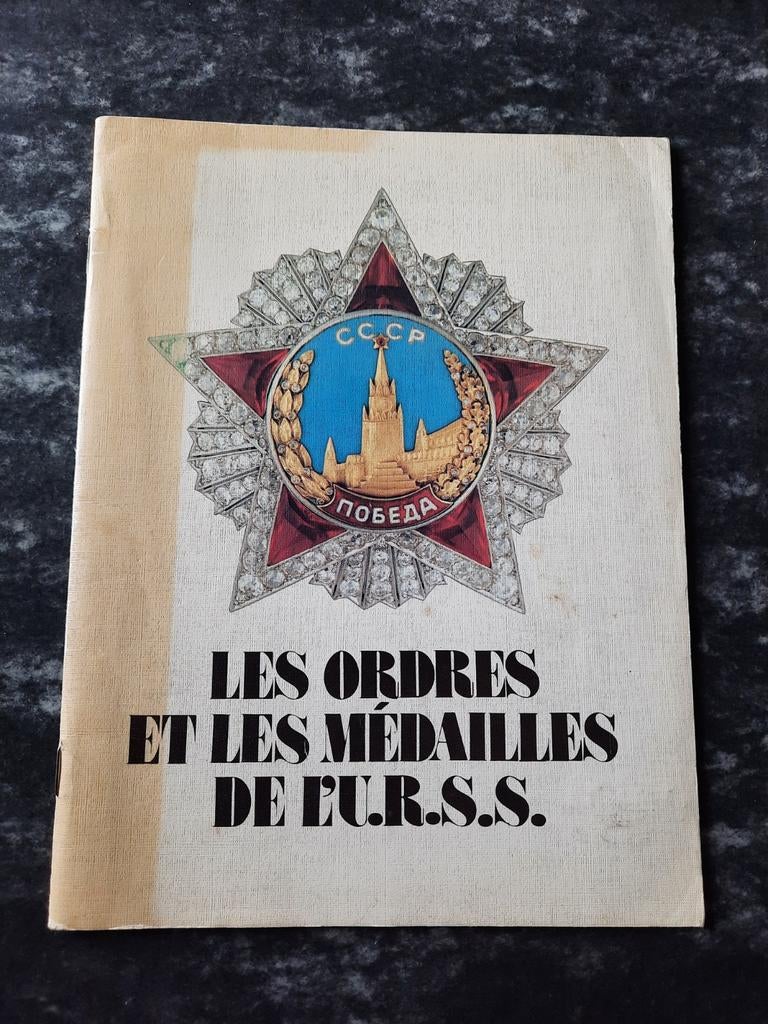 СССР
ПОБЕДА
LES ORDRES
ET LES MÉDAILLES
DE L'U.R.S.S.